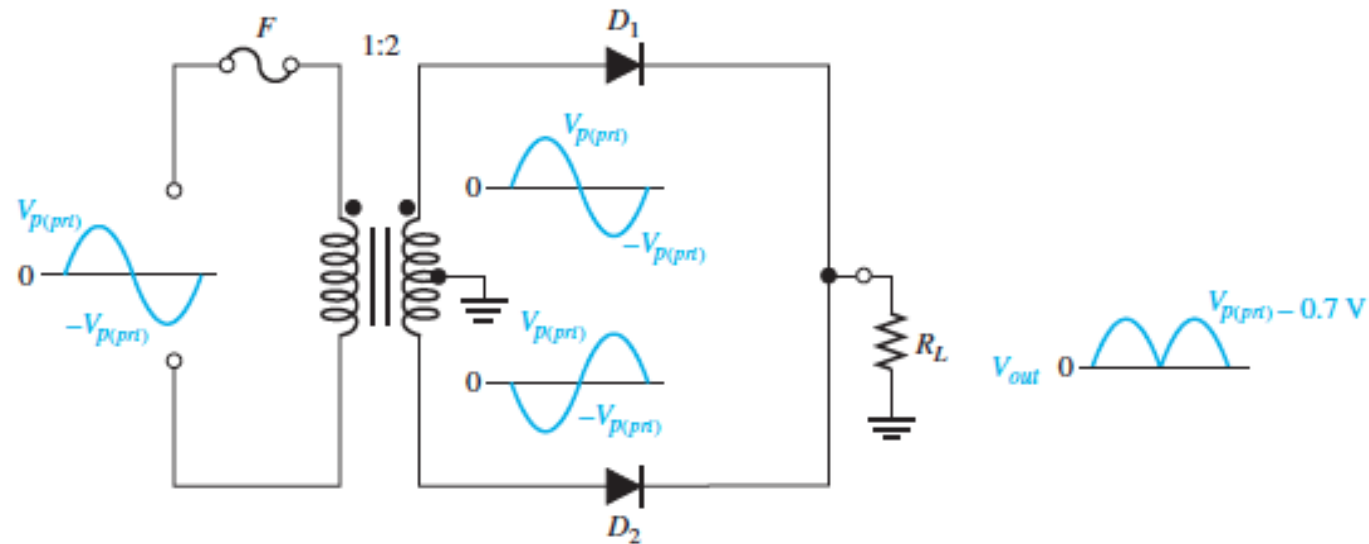 F
1:2
D1
Vp(pri)
0
–Vp(pri)
Vp(pri)
0
–Vp(pri)
Vp(pri)
0
–Vp(pri)
D2
RL
Vp(pri) – 0.7 V
Vout 0